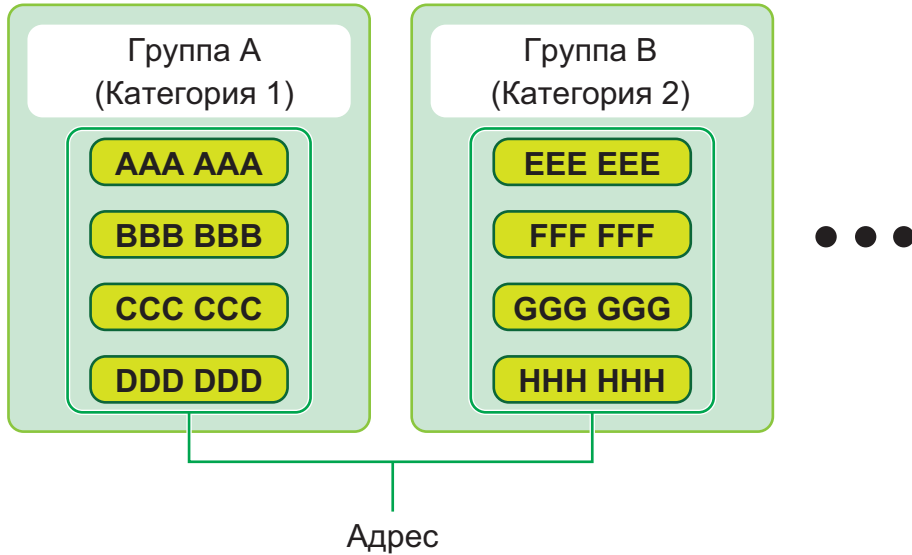 Группа A
(Категория 1)
AAA AAA
BBB BBB
CCC CCC
DDD DDD
Группа B
(Категория 2)
EEE EEE
FFF FFF
GGG GGG
HHH HHH
Адрес